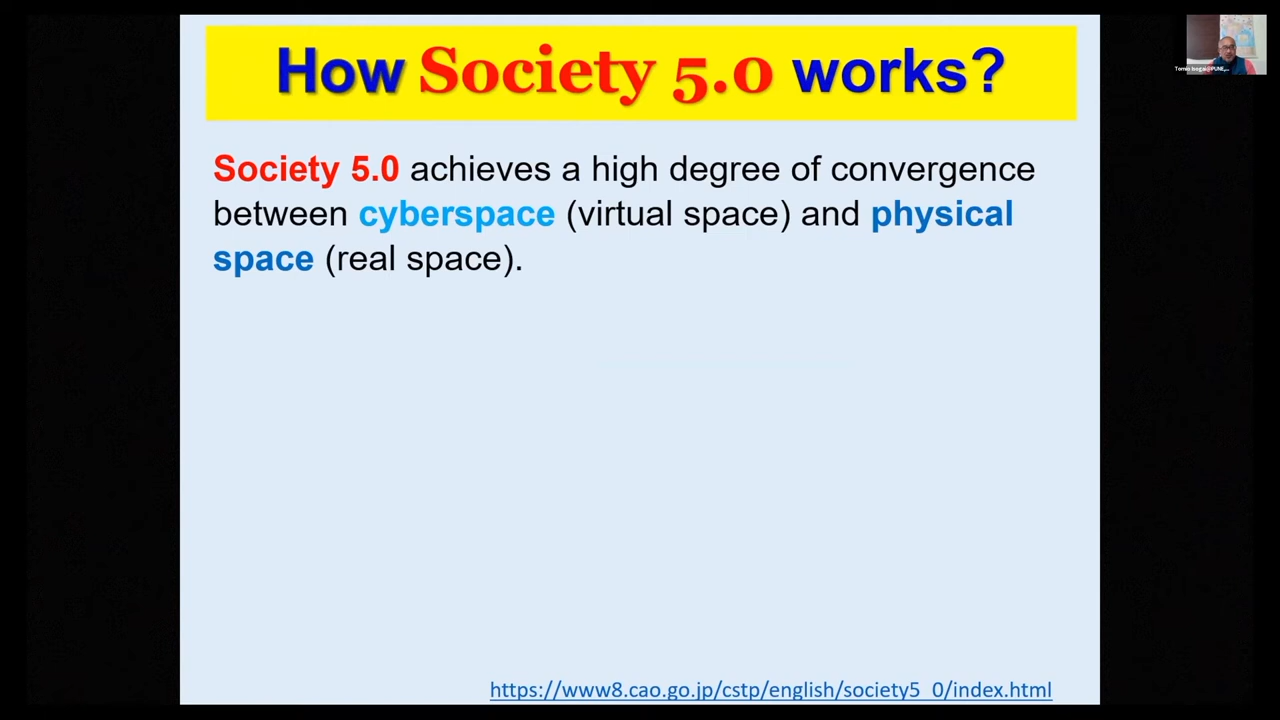 How Society 5.0 works?
Society 5.0 achieves a high degree of convergence
between cyberspace (virtual space) and physical
space (real space).
https://www8.cao.go.jp/cstp/english/society5_0/index.html